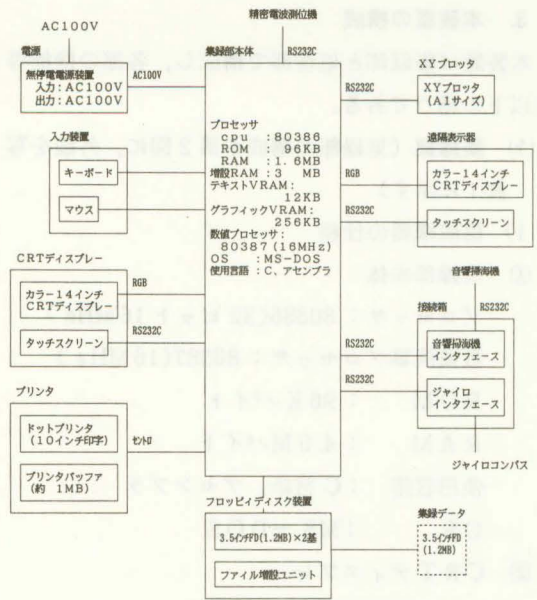 AC100V
電源
無停電電源装置
入力：AC100V
出力：AC100V
AC100V
入力装置
キーボード
マウス
CRTディスプレー
カラー14インチ
CRTディスプレー
タッチスクリーン
RGB
RS232C
プリンタ
ドットプリンタ
（10インチ印字）
プリンタバッファ
（約 1MB）
ｾﾝﾄﾛ
精密電波測位機
集録部本体
RS232C
プロセッサ
cpu：80386
ROM：96KB
RAM：1.6MB
増設RAM：3 MB
テキストVRAM：
12KB
グラフィックVRAM：
256KB
数値プロセッサ：
80387(16MHz)
OS：MS-DOS
使用言語：C、アセンブラ
フロッピィディスク装置
3.5インチFD(1.2MB)×2基
ファイル増設ユニット
RS232C
XYプロッタ
XYプロッタ
（A1サイズ）
遠隔表示器
RGB
カラー14インチ
CRTディスプレー
RS232C
タッチスクリーン
音響掃海機
接続箱
RS232C
RS232C
音響掃海機
インタフェース
RS232C
ジャイロ
インタフェース
ジャイロコンパス
集録データ
3.5インチFD
(1.2MB)